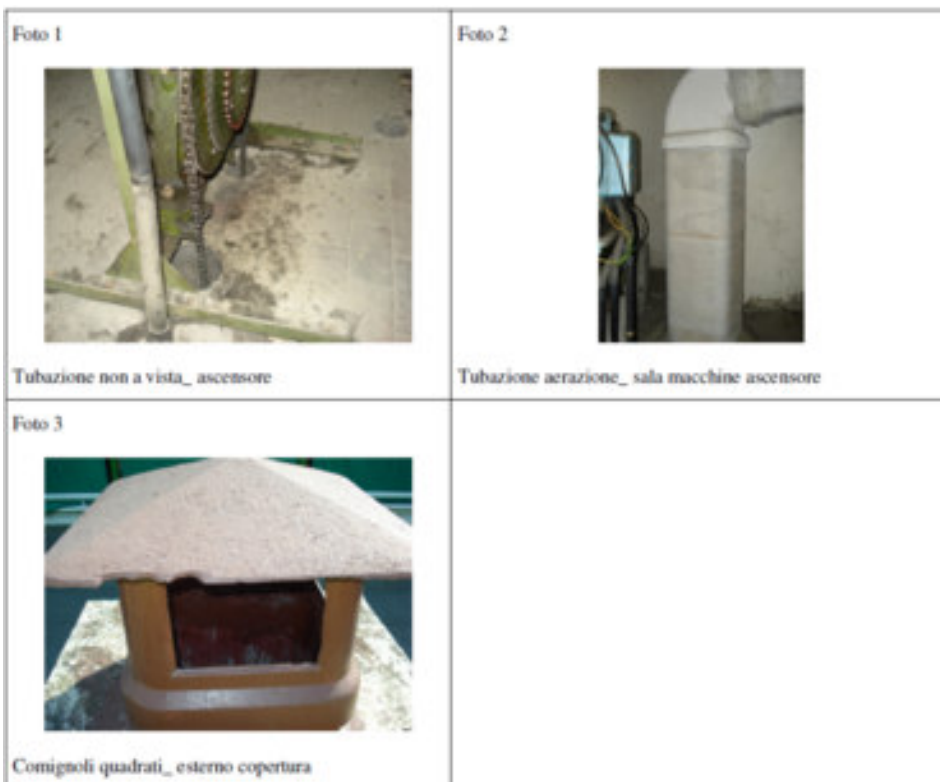 Foto 1
Foto 2
Tubazione non a vista_ ascensore
Tubazione aerazione_ sala macchine ascensore
Foto 3
Comignoli quadrati_ esterno copertura